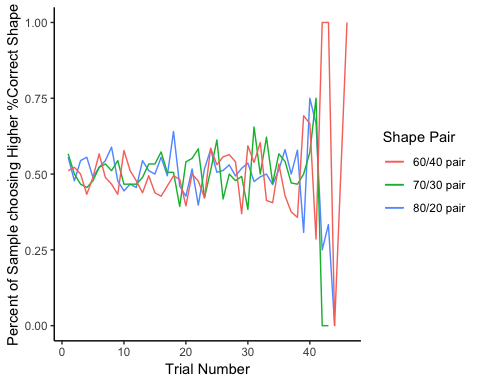 Percent of Sample choosing Higher %Correct Shape
1.00
0.75
0.50
0.25
0.00
0
10
20
30
40
Trial Number
Shape Pair
60/40 pair
70/30 pair
80/20 pair